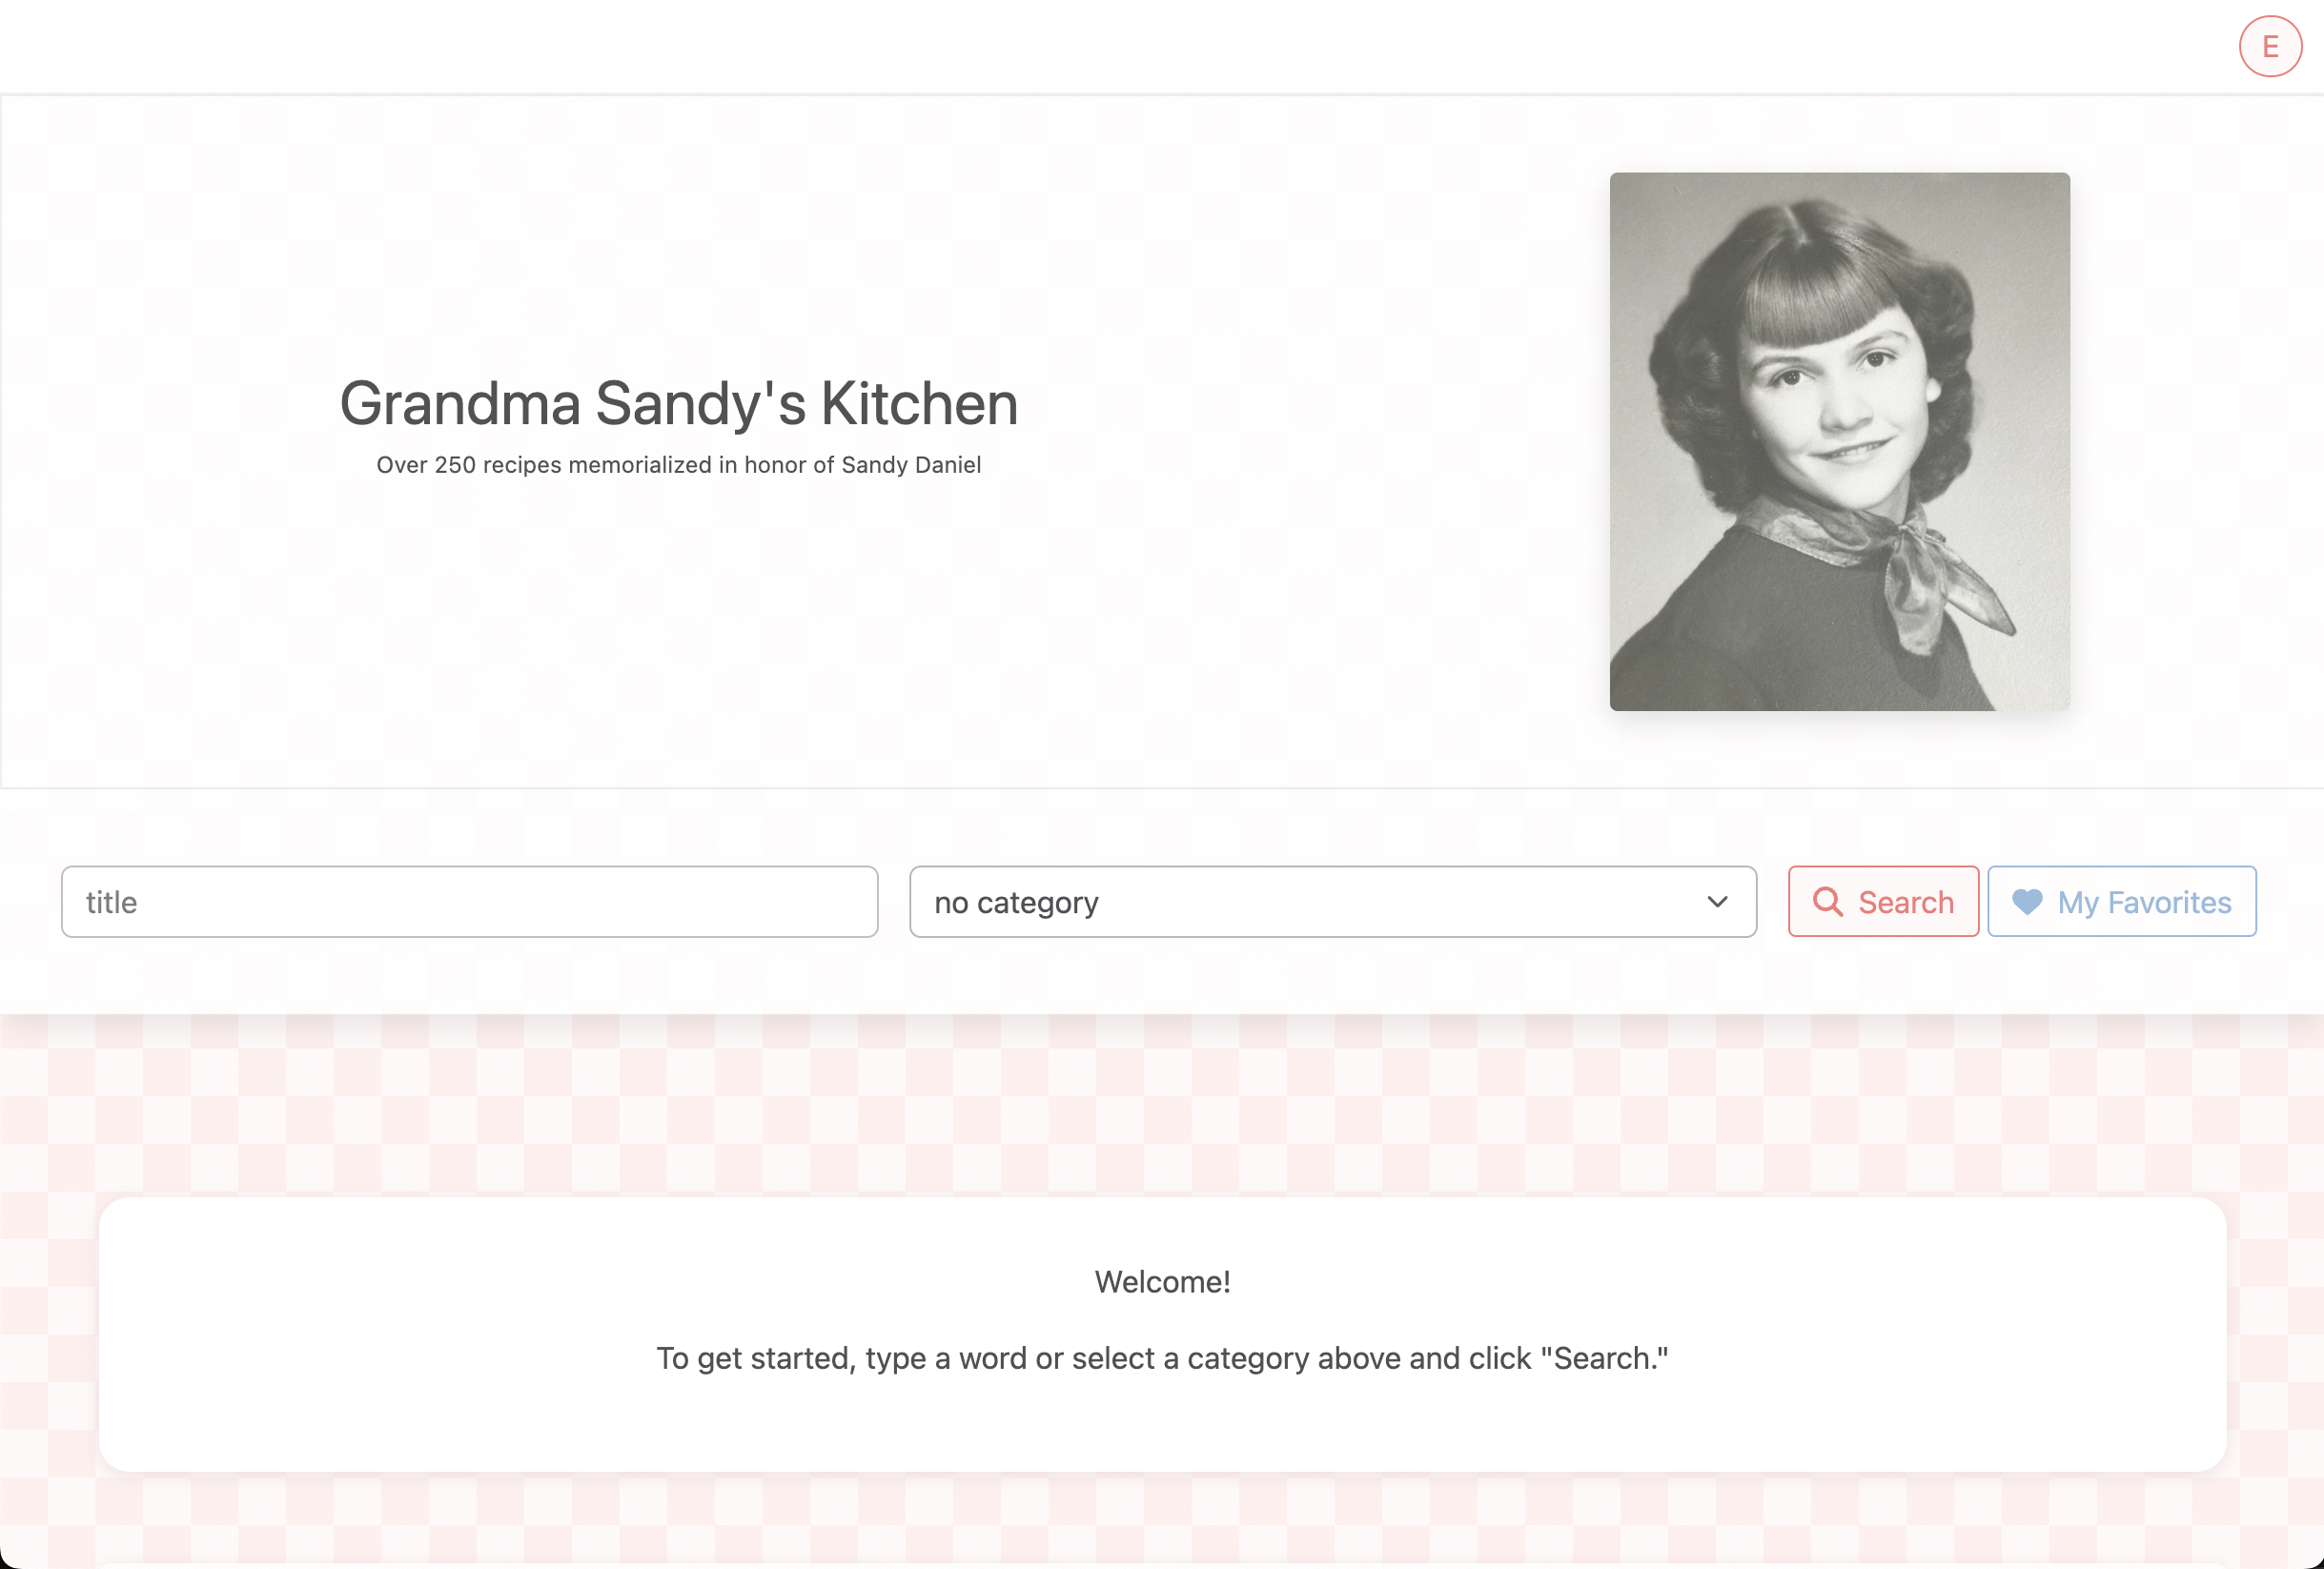 E
Grandma Sandy's Kitchen
Over 250 recipes memorialized in honor of Sandy Daniel
title
no category
Search
My Favorites
Welcome!
To get started, type a word or select a category above and click "Search."